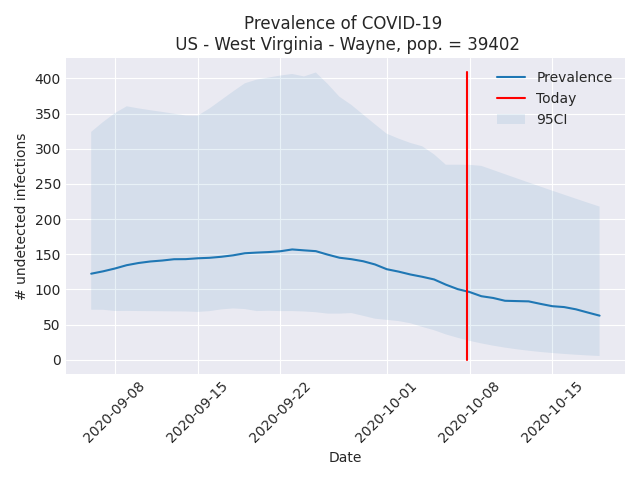 Prevalence of COVID-19
US - West Virginia - Wayne, pop. = 39402
Prevalence
Today
95CI
# undetected infections
400
350
300
250
200
150
100
50
0
2020-09-08
2020-09-15
2020-09-22
2020-10-01
2020-10-08
2020-10-15
Date